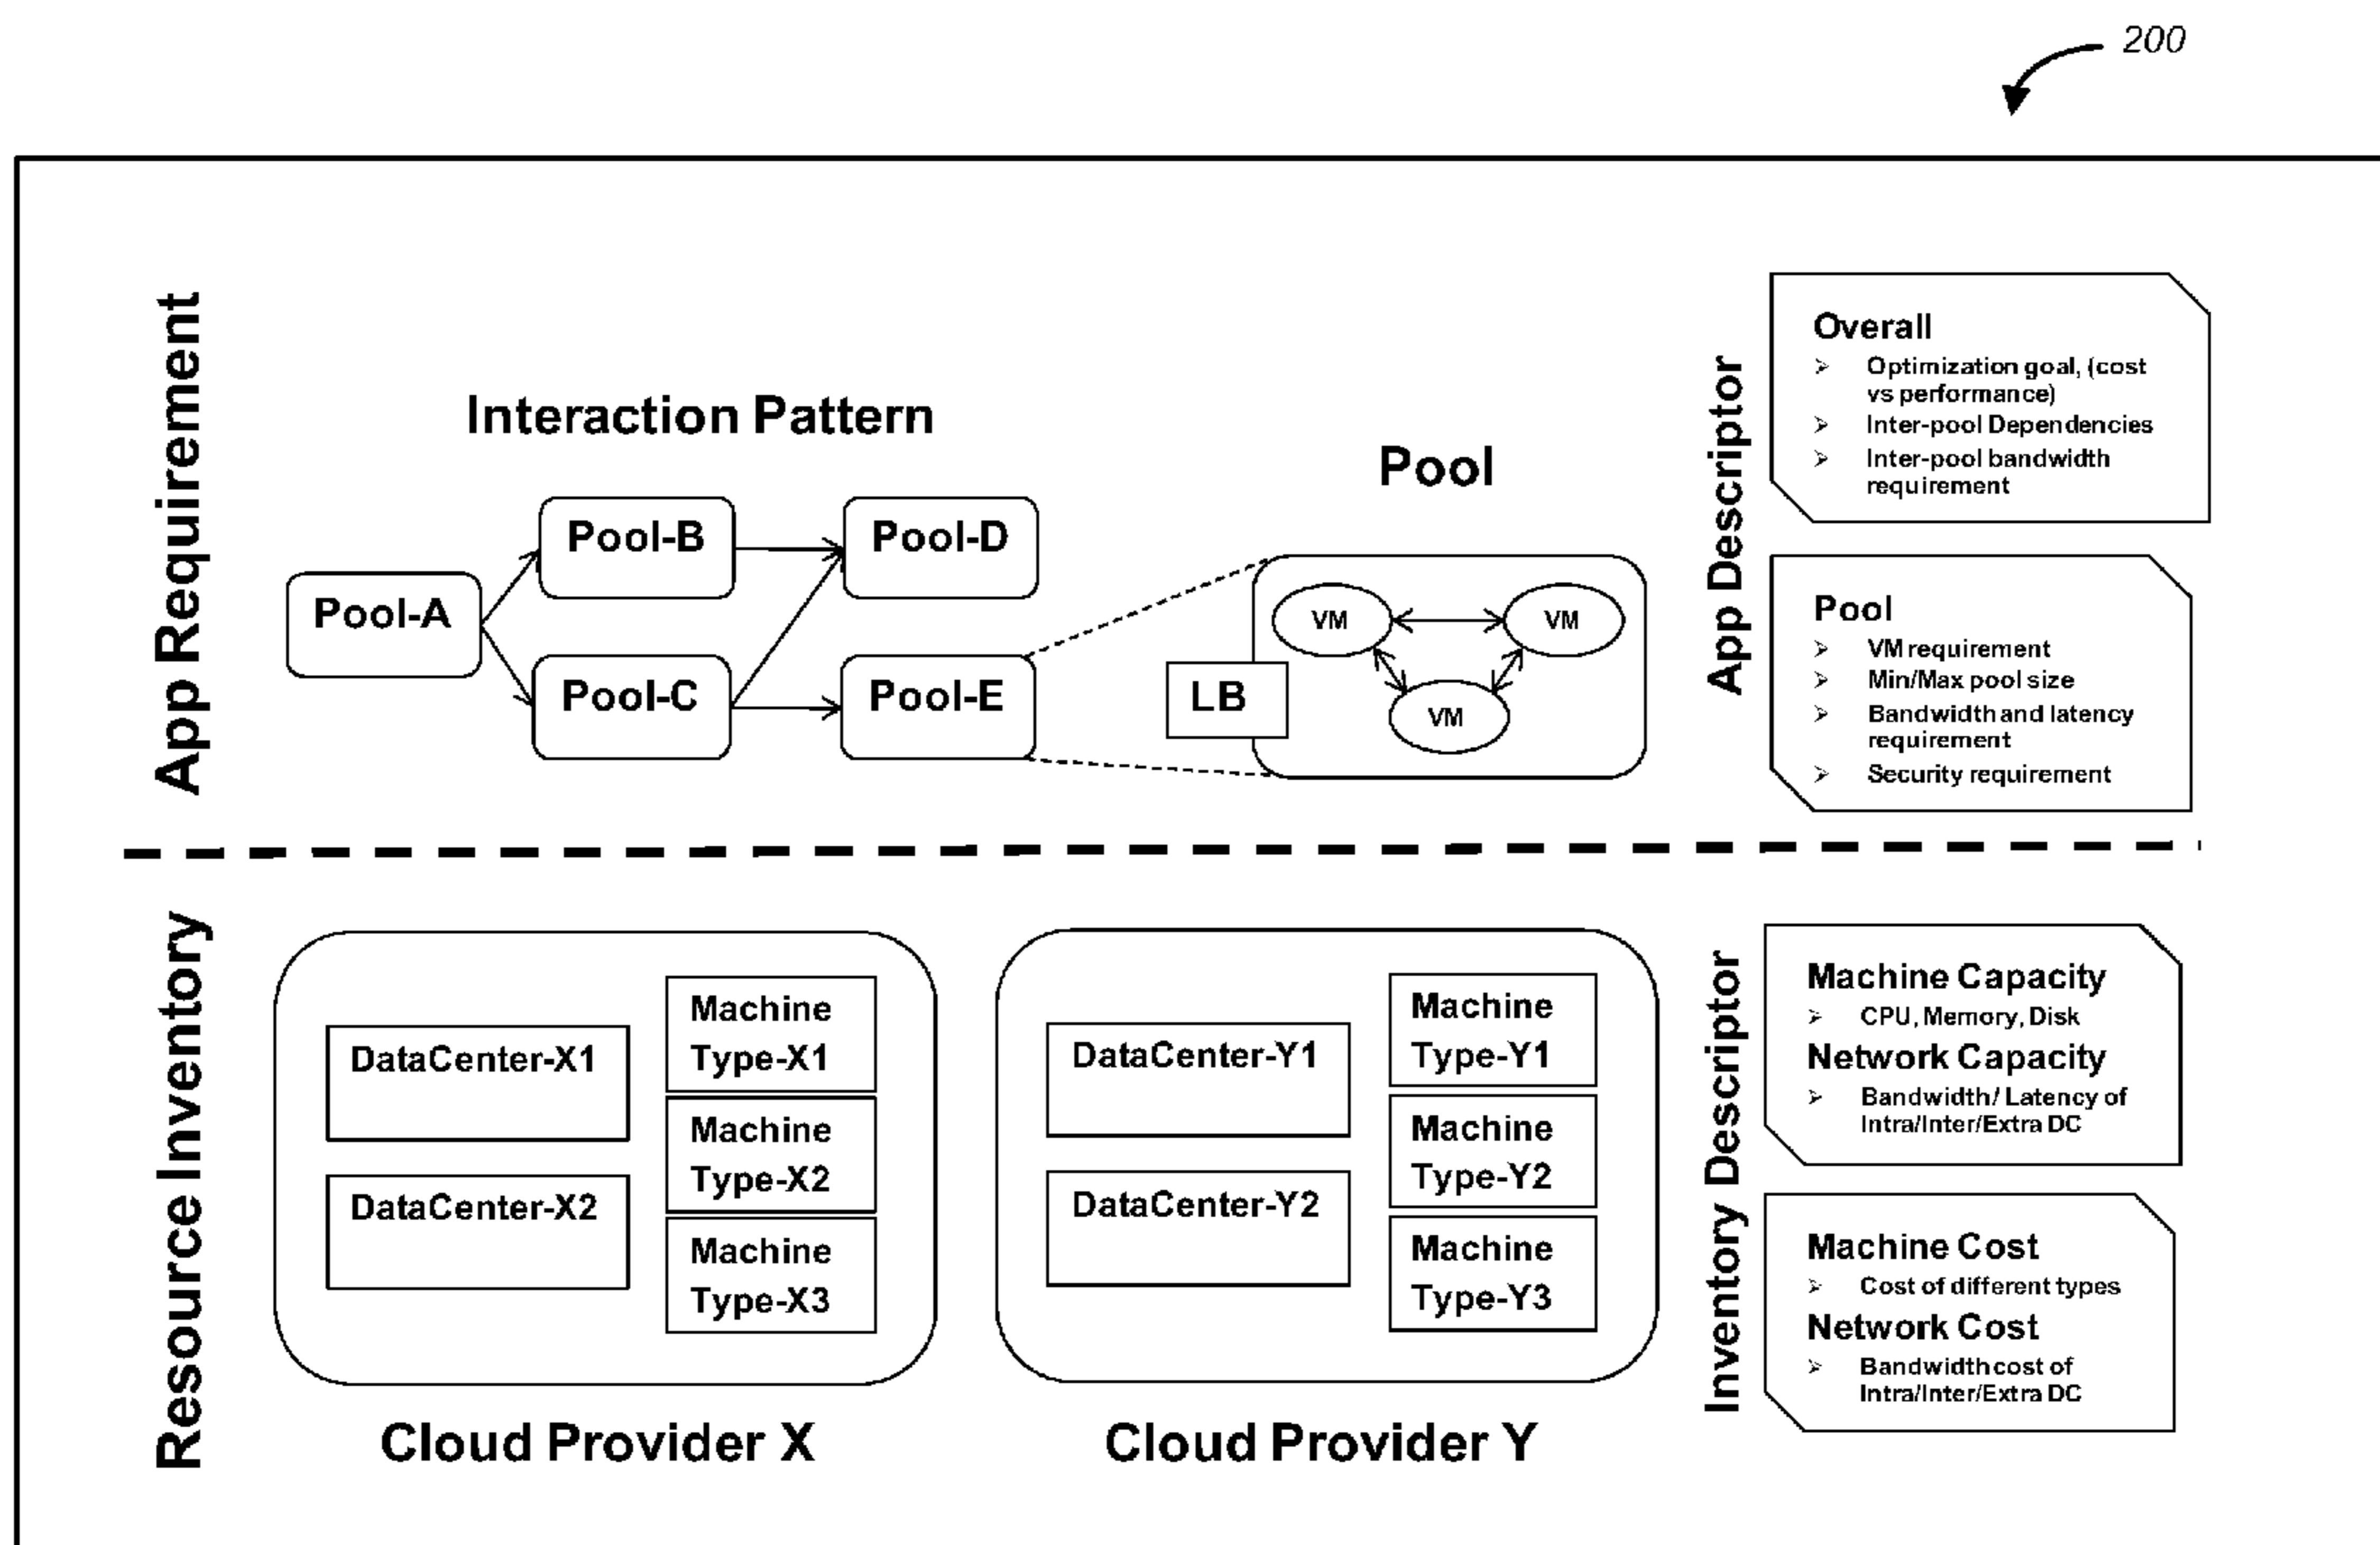 200
App Requirement
Interaction Pattern
Pool-A
Pool-B
Pool-C
Pool-D
Pool-E
Pool
VM
VM
VM
LB
App Descriptor
Overall
Optimization goal, (cost
vs performance)
Inter-pool Dependencies
Inter-pool bandwidth
requirement
Pool
VM requirement
Min/Max pool size
Bandwidth and latency
requirement
Security requirement
Resource Inventory
DataCenter-X1
DataCenter-X2
Machine
Type-X1
Machine
Type-X2
Machine
Type-X3
Cloud Provider X
DataCenter-Y1
DataCenter-Y2
Machine
Type-Y1
Machine
Type-Y2
Machine
Type-Y3
Cloud Provider Y
Inventory Descriptor
Machine Capacity
CPU, Memory, Disk
Network Capacity
Bandwidth/ Latency of
Intra/Inter/Extra DC
Machine Cost
Cost of different types
Network Cost
Bandwidth cost of
Intra/Inter/Extra DC